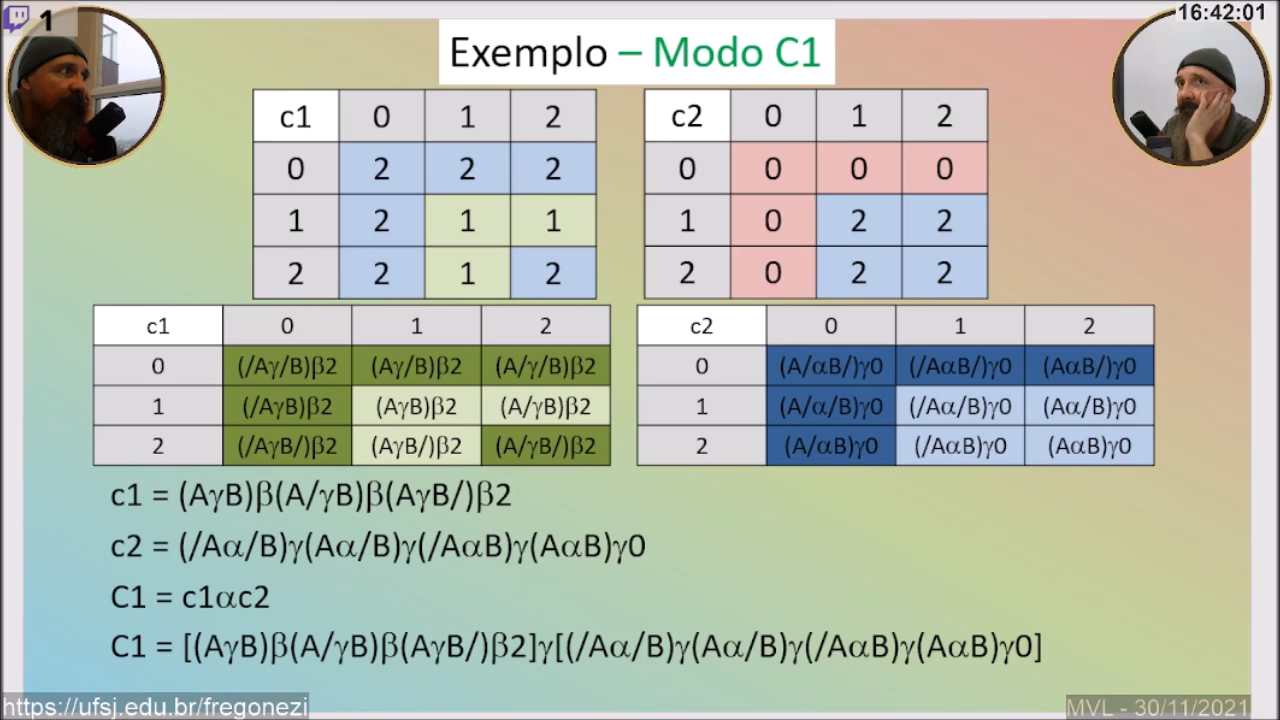 1
16:42:01
Exemplo – Modo C1
c1 0 1 2
0 2 2 2
1 2 1 1
2 2 1 2
c2 0 1 2
0 0 0 0
1 0 2 2
2 0 2 2
c1 0 1 2
0 (/Aγ/B)β2 (Aγ/B)β2 (A/γ/B)β2
1 (/AγB)β2 (AγB)β2 (A/γB)β2
2 (/AγB/)β2 (AγB/)β2 (A/γB/)β2
c2 0 1 2
0 (A/αB/)γ0 (/AαB/)γ0 (AαB/)γ0
1 (A/α/B)γ0 (/Aα/B)γ0 (Aα/B)γ0
2 (A/αB)γ0 (/AαB)γ0 (AαB)γ0
c1 = (AγB)β(A/γB)β(AγB/)β2
c2 = (/Aα/B)γ(Aα/B)γ(/AαB)γ(AαB)γ0
C1 = c1αc2
C1 = [(AγB)β(A/γB)β(AγB/)β2]γ[(/Aα/B)γ(Aα/B)γ(/AαB)γ(AαB)γ0]
https://ufsj.edu.br/fregonezi
MVL - 30/11/2021